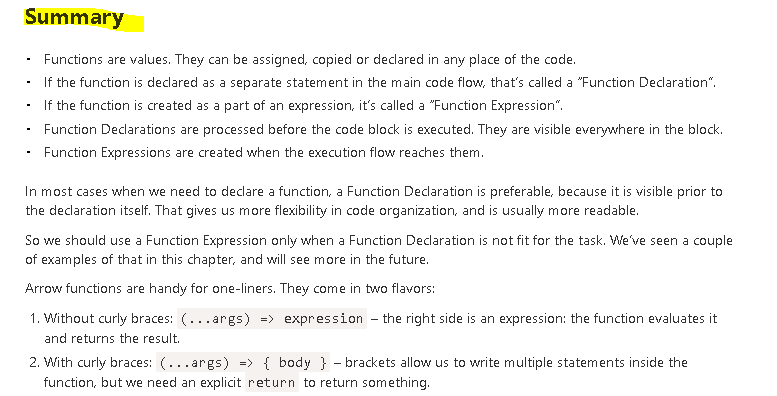 Summary
• Functions are values. They can be assigned, copied or declared in any place of the code.
• If the function is declared as a separate statement in the main code flow, that’s called a “Function Declaration”.
• If the function is created as a part of an expression, it’s called a “Function Expression”.
• Function Declarations are processed before the code block is executed. They are visible everywhere in the block.
• Function Expressions are created when the execution flow reaches them.
In most cases when we need to declare a function, a Function Declaration is preferable, because it is visible prior to
the declaration itself. That gives us more flexibility in code organization, and is usually more readable.
So we should use a Function Expression only when a Function Declaration is not fit for the task. We’ve seen a couple
of examples of that in this chapter, and will see more in the future.
Arrow functions are handy for one-liners. They come in two flavors:
1. Without curly braces: (...args) => expression – the right side is an expression: the function evaluates it
and returns the result.
2. With curly braces: (...args) => { body } – brackets allow us to write multiple statements inside the
function, but we need an explicit return to return something.